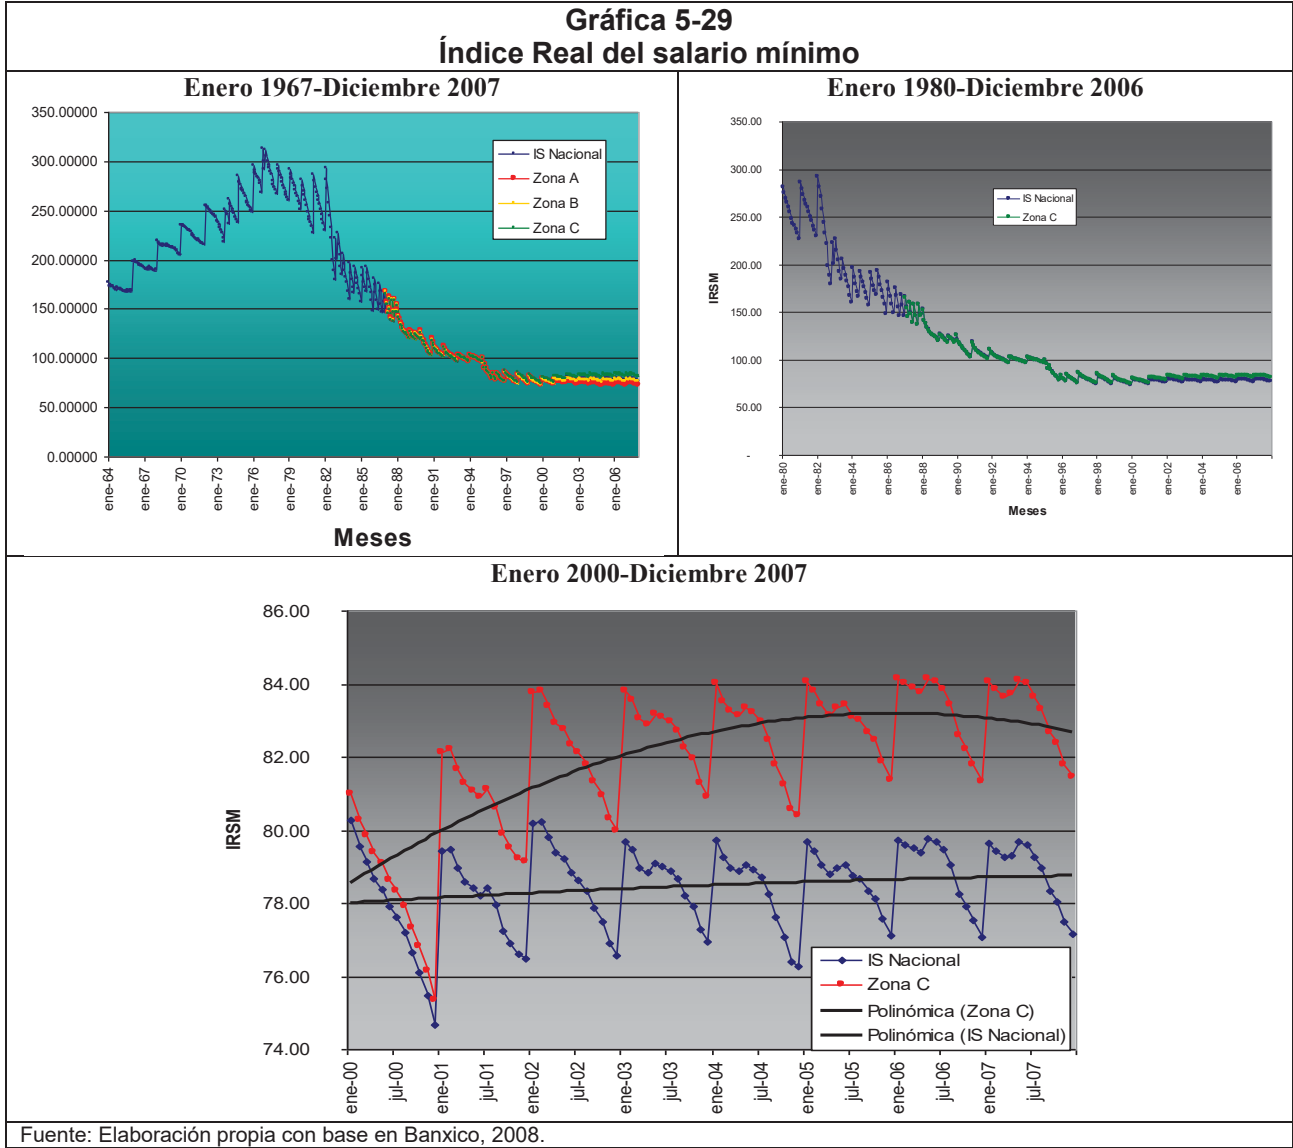 Gráfica 5-29
Índice Real del salario mínimo
Enero 1967-Diciembre 2007
350.00000
300.00000
250.00000
200.00000
150.00000
100.00000
50.00000
0.00000
IS Nacional
Zona A
Zona B
Zona C
ene-64
ene-67
ene-70
ene-73
ene-76
ene-79
ene-82
ene-85
ene-88
ene-91
ene-94
ene-97
ene-00
ene-03
ene-06
Meses
Enero 1980-Diciembre 2006
350.00
300.00
250.00
200.00
150.00
100.00
50.00
-
IRSM
IS Nacional
Zona C
ene-80
ene-82
ene-84
ene-86
ene-88
ene-90
ene-92
ene-94
ene-96
ene-98
ene-00
ene-02
ene-04
ene-06
Meses
Enero 2000-Diciembre 2007
86.00
84.00
82.00
80.00
78.00
76.00
74.00
IRSM
IS Nacional
Zona C
Polinómica (Zona C)
Polinómica (IS Nacional)
ene-00
jul-00
ene-01
jul-01
ene-02
jul-02
ene-03
jul-03
ene-04
jul-04
ene-05
jul-05
ene-06
jul-06
ene-07
jul-07
Fuente: Elaboración propia con base en Banxico, 2008.